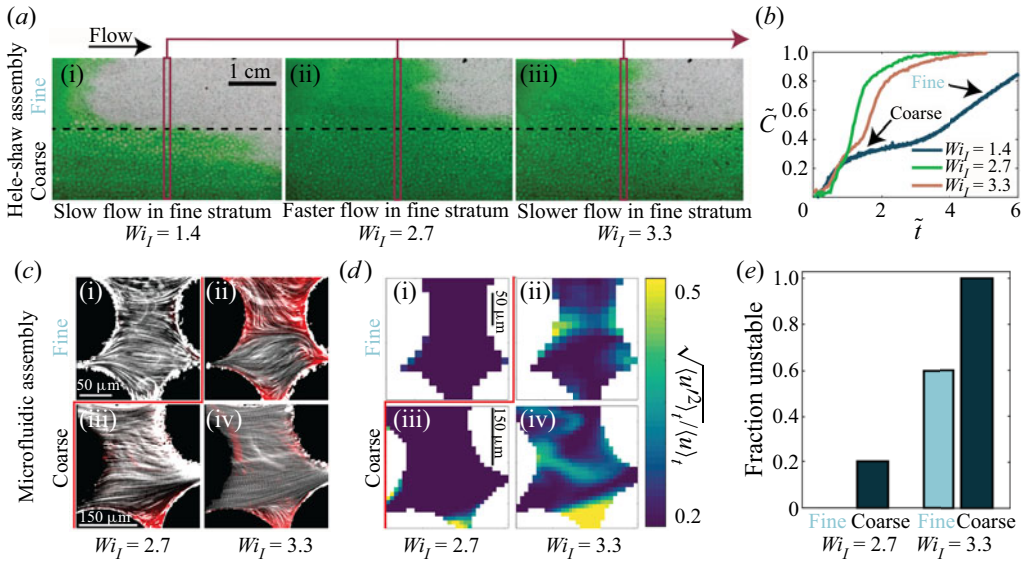 (a)
Flow
Hele-shaw assembly
Fine
Coarse
(i)
(ii)
(iii)
1 cm
Slow flow in fine stratum
Faster flow in fine stratum
Slower flow in fine stratum
Wi_I = 1.4
Wi_I = 2.7
Wi_I = 3.3
(b)
1.0
0.8
0.6
0.4
0.2
0
2
4
6
C̃
t̃
Fine
Coarse
Wi_I = 1.4
Wi_I = 2.7
Wi_I = 3.3
(c)
Microfluidic assembly
Fine
Coarse
(i)
(ii)
(iii)
(iv)
50 μm
150 μm
Wi_I = 2.7
Wi_I = 3.3
(d)
Fine
Coarse
(i)
(ii)
(iii)
(iv)
50 μm
150 μm
Wi_I = 2.7
Wi_I = 3.3
0.5
0.2
√⟨u′²⟩_t/⟨u⟩_t
(e)
Fraction unstable
1.0
0.8
0.6
0.4
0.2
0
Fine Coarse
Fine Coarse
Wi_I = 2.7
Wi_I = 3.3